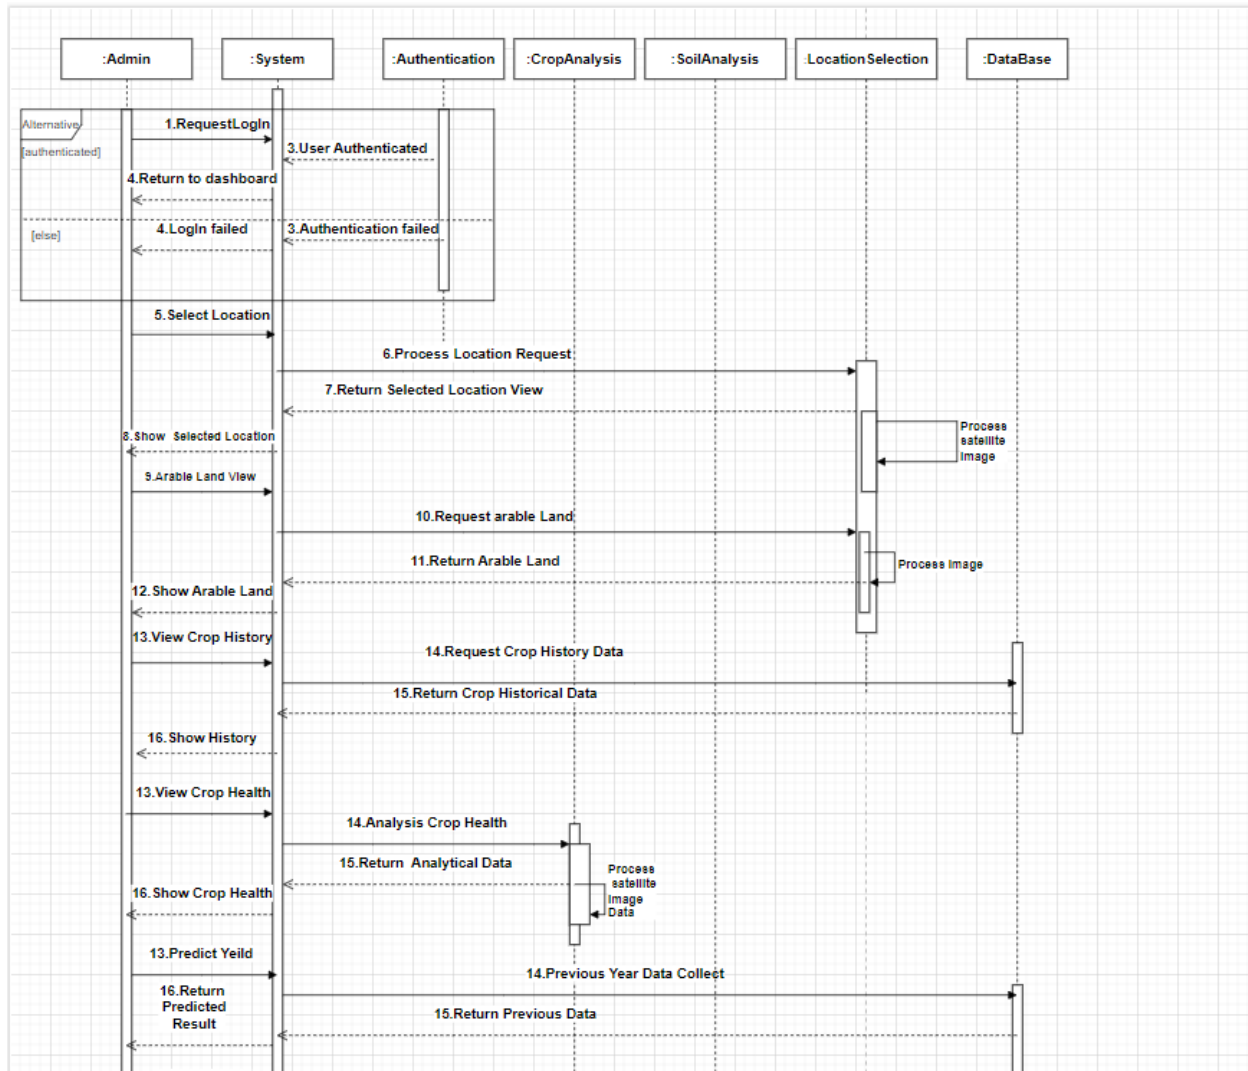 :Admin
:System
:Authentication
:CropAnalysis
:SoilAnalysis
:LocationSelection
:DataBase
Alternative
[authenticated]
1.RequestLogIn
3.User Authenticated
4.Return to dashboard
[else]
4.LogIn failed
3.Authentication failed
5.Select Location
6.Process Location Request
7.Return Selected Location View
Process
satellite
Image
8.Show Selected Location
9.Arable Land View
10.Request arable Land
11.Return Arable Land
Process Image
12.Show Arable Land
13.View Crop History
14.Request Crop History Data
15.Return Crop Historical Data
16.Show History
13.View Crop Health
14.Analysis Crop Health
15.Return Analytical Data
Process
satellite
Image
Data
16.Show Crop Health
13.Predict Yeild
14.Previous Year Data Collect
16.Return
Predicted
Result
15.Return Previous Data